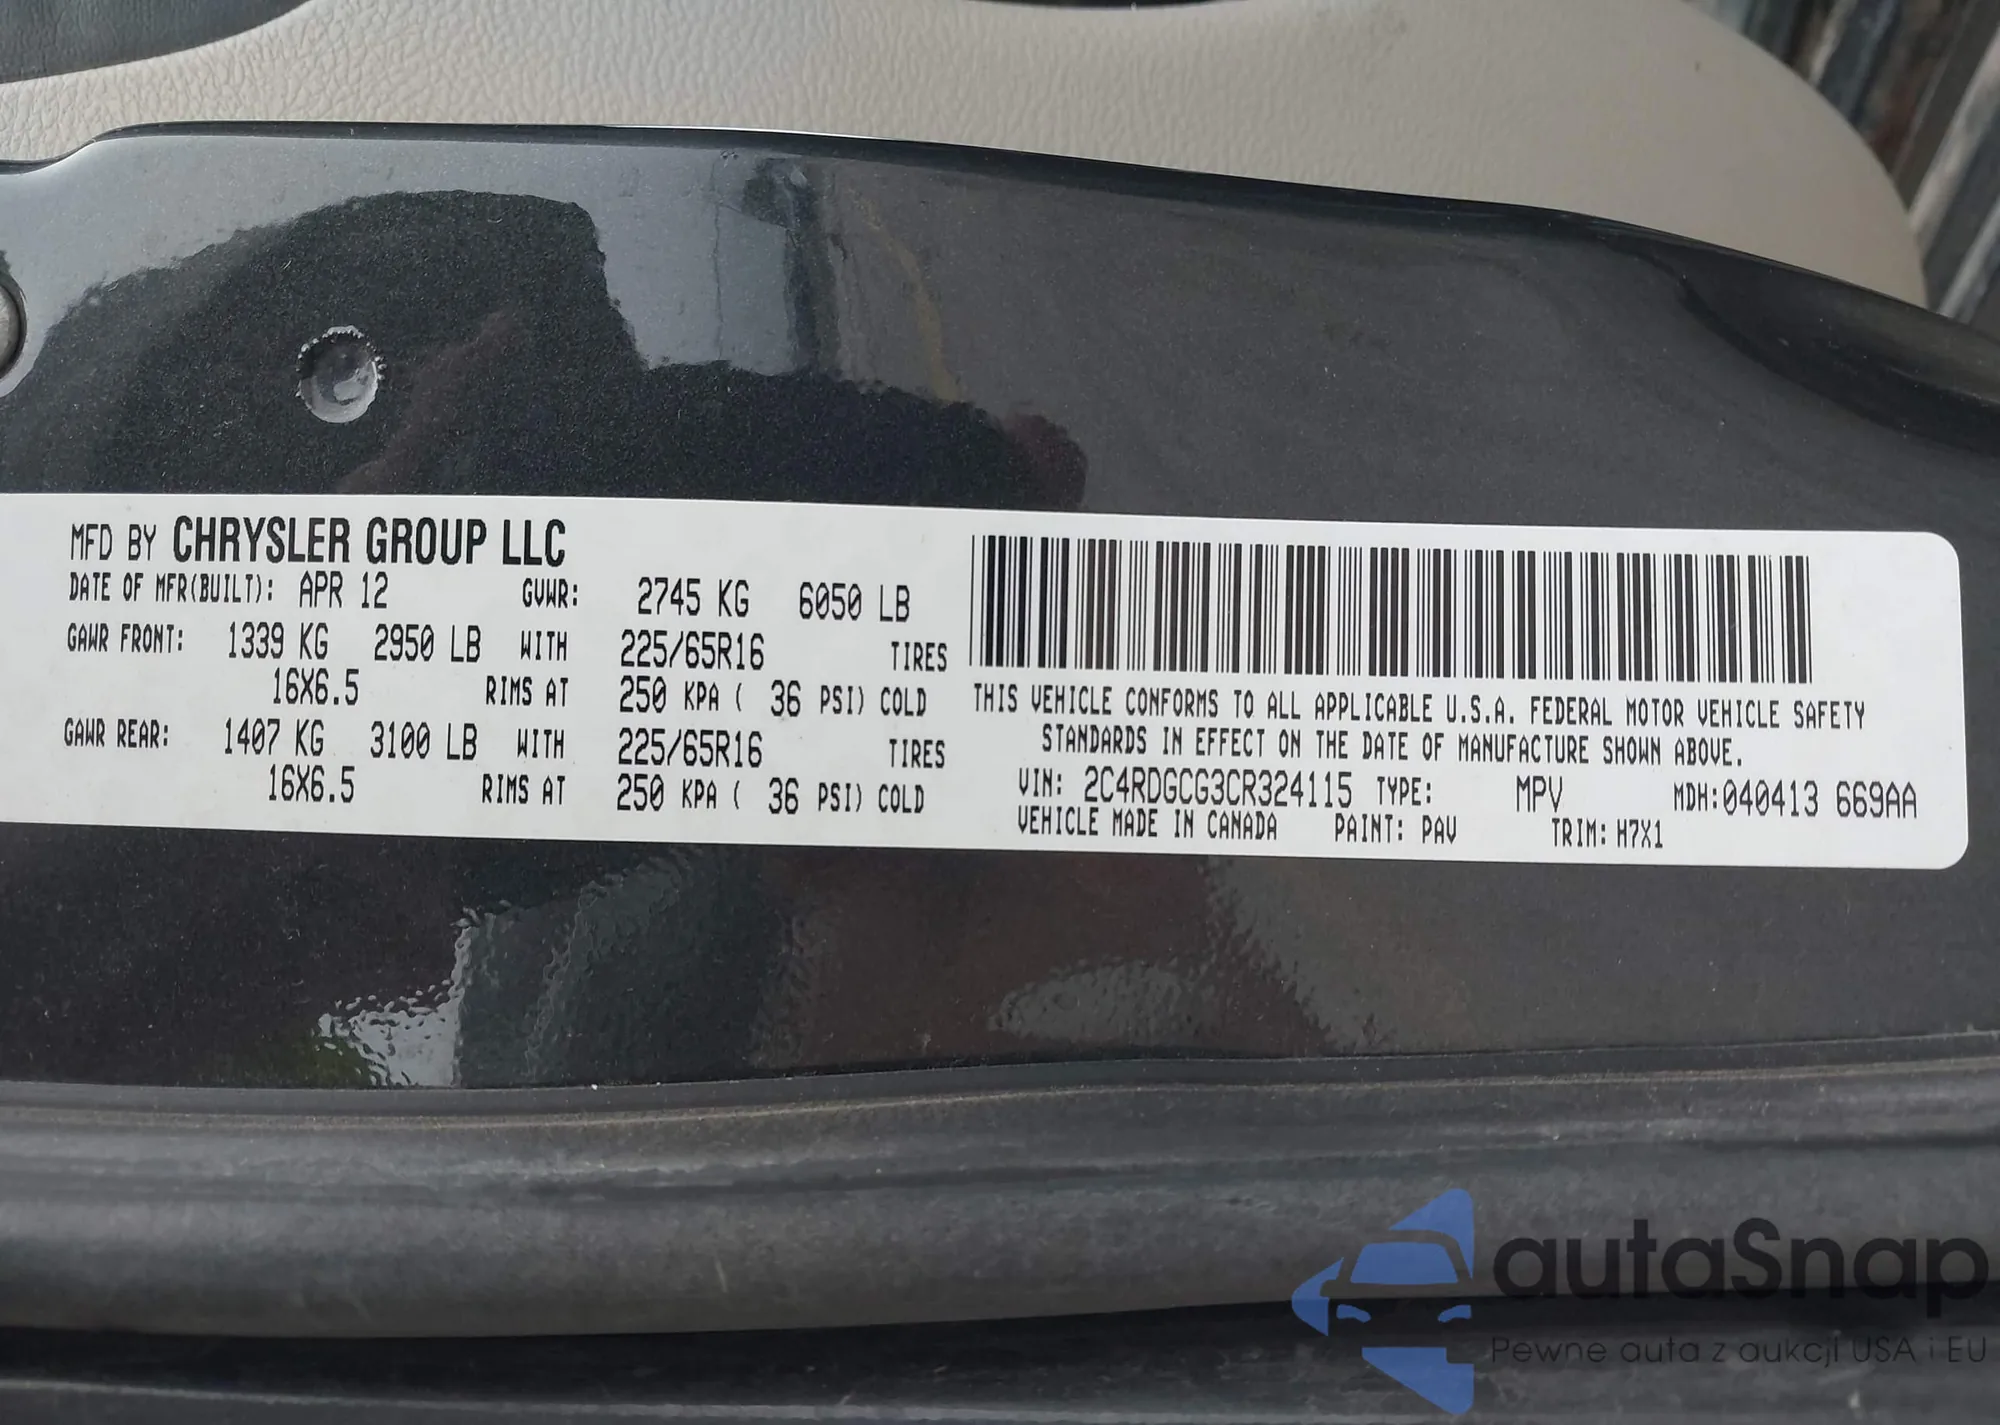 MFD BY CHRYSLER GROUP LLC
DATE OF MFR(BUILT): APR 12 GVWR: 2745 KG 6050 LB
GAWR FRONT: 1339 KG 2950 LB WITH 225/65R16 TIRES
16X6.5 RIMS AT 250 KPA ( 36 PSI) COLD
GAWR REAR: 1407 KG 3100 LB WITH 225/65R16 TIRES
16X6.5 RIMS AT 250 KPA ( 36 PSI) COLD
THIS VEHICLE CONFORMS TO ALL APPLICABLE U.S.A. FEDERAL MOTOR VEHICLE SAFETY
STANDARDS IN EFFECT ON THE DATE OF MANUFACTURE SHOWN ABOVE.
VIN: 2C4RDGCG3CR324115 TYPE: MPV MDH:040413 669AA
VEHICLE MADE IN CANADA PAINT: PAV TRIM: H7X1
autaSnap
Pewne auta z aukcji USA i EU